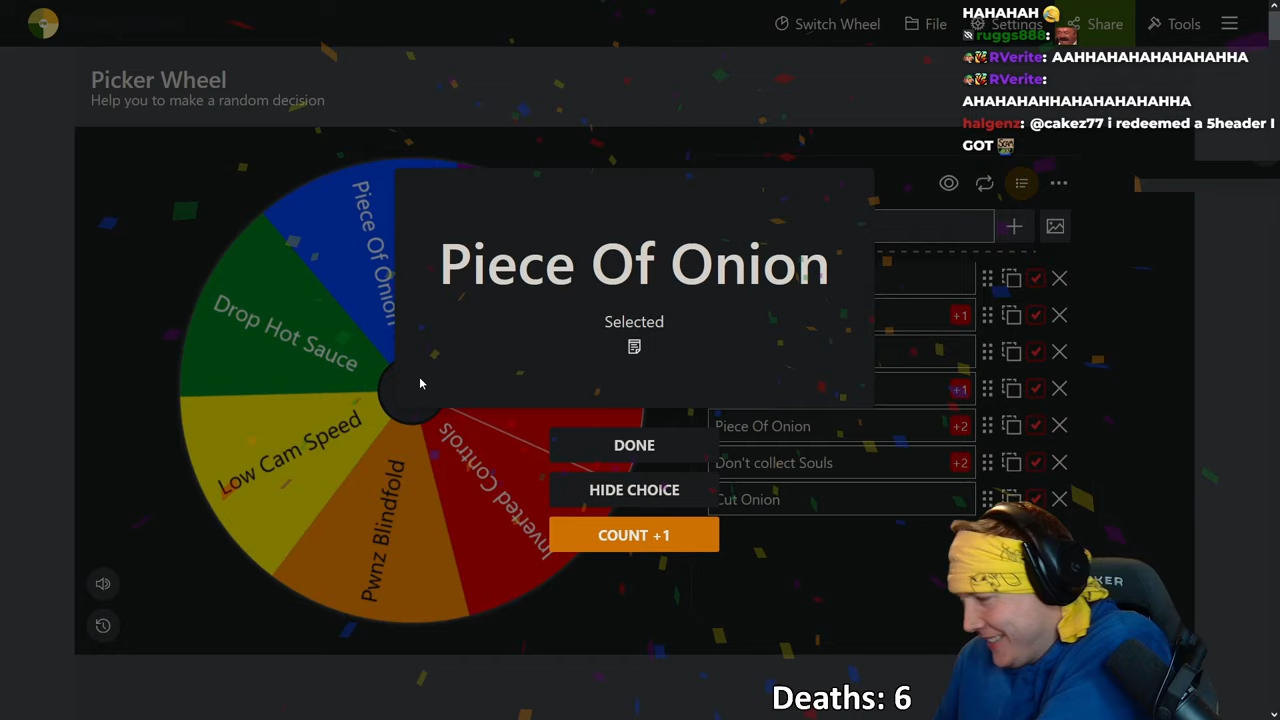 Switch Wheel
File
Settings
Share
Tools
HAHAHAH
ruggs888:
RVerite: AAHHAHAHAHAHAHHA
RVerite:
AHAHAHAHHAHAHAHAHAHHA
halgenz: @cakez77 i redeemed a 5header I
GOT
Picker Wheel
Help you to make a random decision
Piece Of Onion
Drop Hot Sauce
Low Cam Speed
Pwnz Blindfold
Inverted Controls
Piece Of Onion
Selected
DONE
HIDE CHOICE
COUNT +1
+1
+1
Piece Of Onion
+2
Don't collect Souls
+2
Cut Onion
Deaths: 6